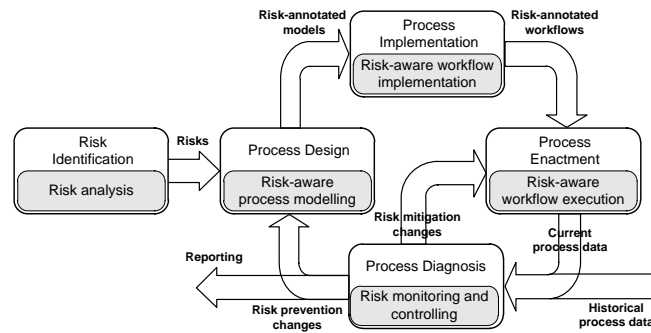 Risk-annotated
models
Process
Implementation
Risk-aware workflow
implementation
Risk-annotated
workflows
Risk
Identification
Risk analysis
Risks
Process Design
Risk-aware
process modelling
Process
Enactment
Risk-aware
workflow execution
Risk mitigation
changes
Current
process data
Reporting
Process Diagnosis
Risk monitoring and
controlling
Risk prevention
changes
Historical
process data